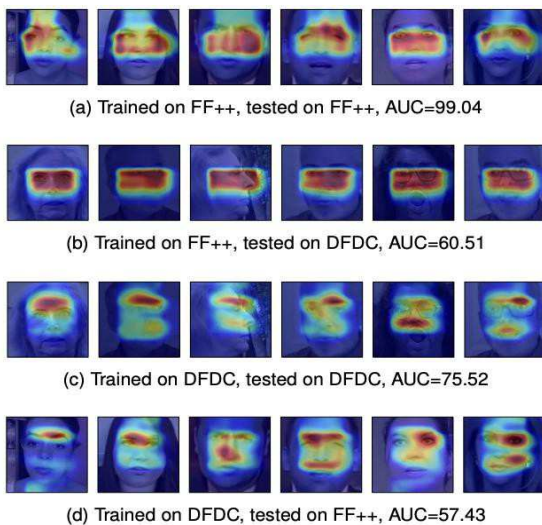 (a) Trained on FF++, tested on FF++, AUC=99.04
(b) Trained on FF++, tested on DFDC, AUC=60.51
(c) Trained on DFDC, tested on DFDC, AUC=75.52
(d) Trained on DFDC, tested on FF++, AUC=57.43